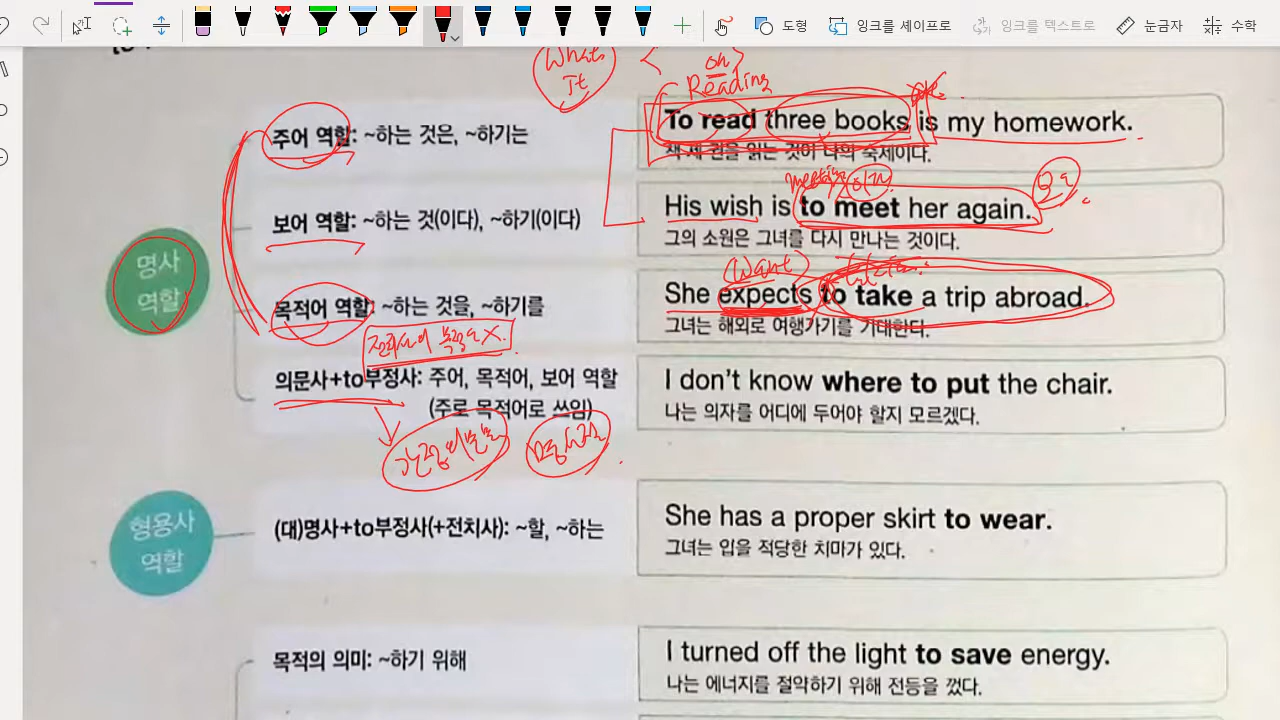 도형 잉크를 셰이프로 잉크를 텍스트로 눈금자 수학
What's
It
on
Reading
주어 역할: ~하는 것은, ~하기는
To read three books is my homework.
책 세 권을 읽는 것이 나의 숙제이다.
meeting
보어 역할: ~하는 것(이다), ~하기(이다)
His wish is to meet her again.
그의 소원은 그녀를 다시 만나는 것이다.
명사
역할
(want)
목적어 역할: ~하는 것을, ~하기를
She expects to take a trip abroad.
그녀는 해외로 여행가기를 기대한다.
전치사의 목적어 X.
의문사+to부정사: 주어, 목적어, 보어 역할
(주로 목적어로 쓰임)
I don't know where to put the chair.
나는 의자를 어디에 두어야 할지 모르겠다.
간접의문문 명사절
형용사
역할
(대)명사+to부정사(+전치사): ~할, ~하는
She has a proper skirt to wear.
그녀는 입을 적당한 치마가 있다.
목적의 의미: ~하기 위해
I turned off the light to save energy.
나는 에너지를 절약하기 위해 전등을 껐다.